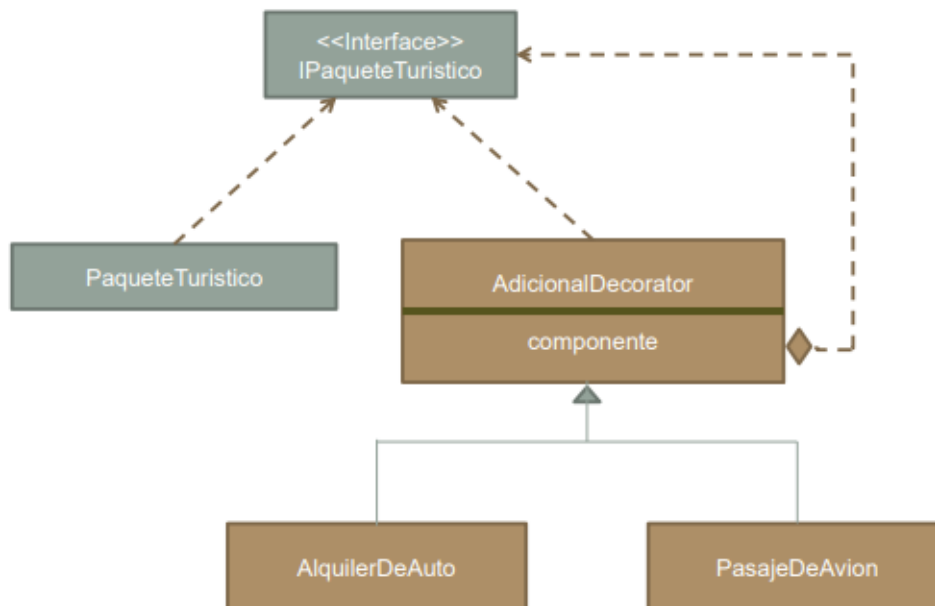 <<Interface>>
IPaqueteTuristico
PaqueteTuristico
AdicionalDecorator
componente
AlquilerDeAuto
PasajeDeAvion